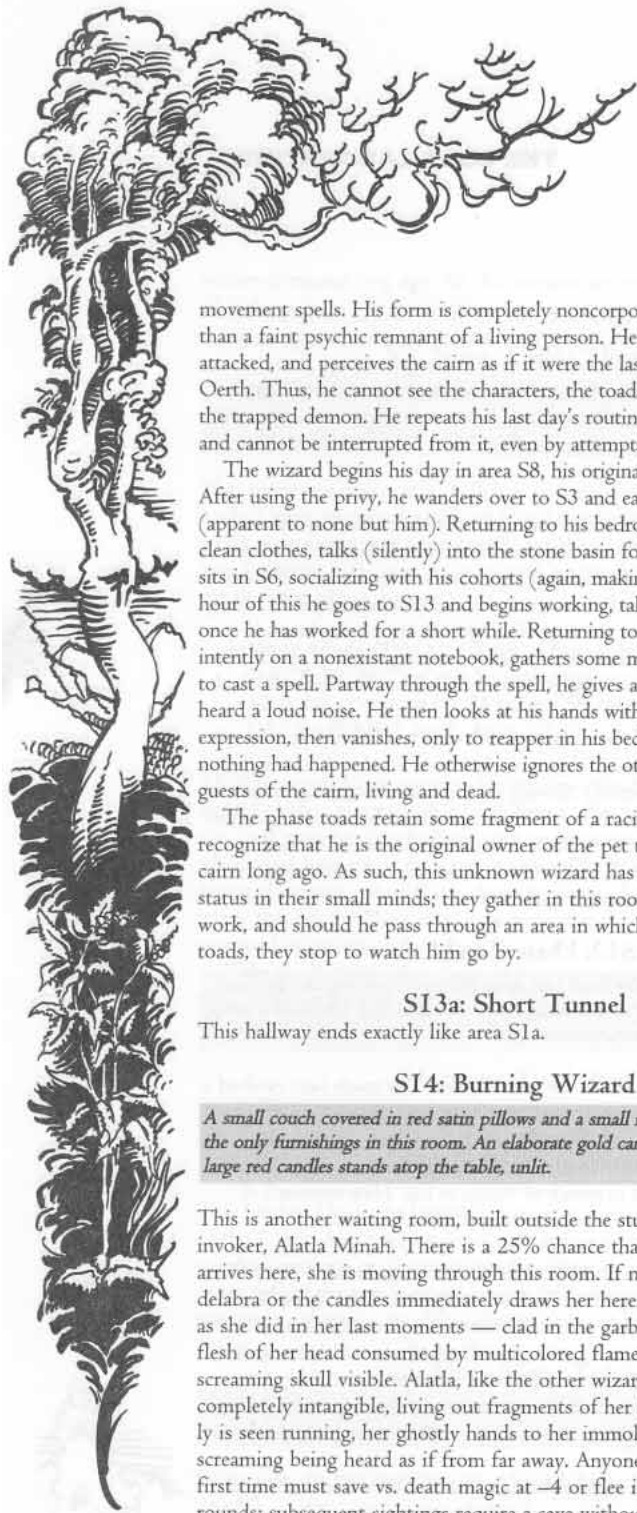 movement spells. His form is completely noncorpo
than a faint psychic remnant of a living person. He
attacked, and perceives the cairn as if it were the las
Oerth. Thus, he cannot see the characters, the toad
the trapped demon. He repeats his last day's routin
and cannot be interrupted from it, even by attempt
The wizard begins his day in area S8, his origina
After using the privy, he wanders over to S3 and ea
(apparent to none but him). Returning to his bedro
clean clothes, talks (silently) into the stone basin fo
sits in S6, socializing with his cohorts (again, makin
hour of this he goes to S13 and begins working, tal
once he has worked for a short while. Returning to
intently on a nonexistant notebook, gathers some m
to cast a spell. Partway through the spell, he gives a
heard a loud noise. He then looks at his hands with
expression, then vanishes, only to reapper in his bed
nothing had happened. He otherwise ignores the ot
guests of the cairn, living and dead.
The phase toads retain some fragment of a raci
recognize that he is the original owner of the pet t
cairn long ago. As such, this unknown wizard has
status in their small minds; they gather in this roo
work, and should he pass through an area in which
toads, they stop to watch him go by.
S13a: Short Tunnel
This hallway ends exactly like area S1a.
S14: Burning Wizard
A small couch covered in red satin pillows and a small r
the only furnishings in this room. An elaborate gold can
large red candles stands atop the table, unlit.
This is another waiting room, built outside the stu
invoker, Alatla Minah. There is a 25% chance tha
arrives here, she is moving through this room. If n
delabra or the candles immediately draws her here
as she did in her last moments — clad in the garb
flesh of her head consumed by multicolored flame
screaming skull visible. Alatla, like the other wizar
completely intangible, living out fragments of her
ly is seen running, her ghostly hands to her immol
screaming being heard as if from far away. Anyone
first time must save vs. death magic at –4 or flee i
rounds; subsequent sightings require a save withou